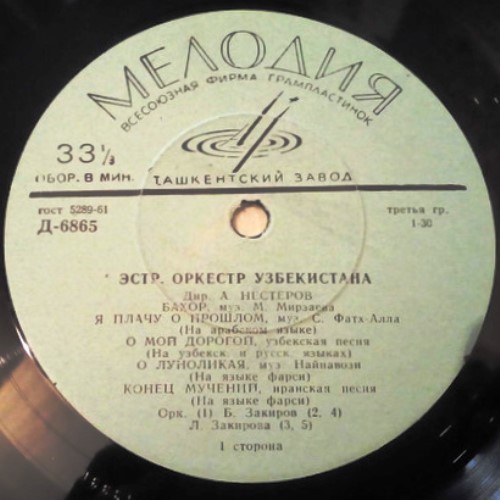 МЕЛОДИЯ
ВСЕСОЮЗНАЯ ФИРМА ГРАМПЛАСТИНОК
33⅓
ОБОР. В МИН. ТАШКЕНТСКИЙ ЗАВОД
гост 5289-61 третья гр.
Д-6865 1-30
ЭСТР. ОРКЕСТР УЗБЕКИСТАНА
Дир. А. НЕСТЕРОВ
БАХОР, муз. М. Мирзаева
Я ПЛАЧУ О ПРОШЛОМ, муз. С. Фатх-Алла
(На арабском языке)
О МОЙ ДОРОГОЙ, узбекская песня
(На узбекск. и русск. языках)
О ЛУНОЛИКАЯ, муз. Найнавози
(На языке фарси)
КОНЕЦ МУЧЕНИЙ, иранская песня
(На языке фарси)
Орк. (1) Б. Закиров (2, 4)
Л. Закирова (3, 5)
1 сторона